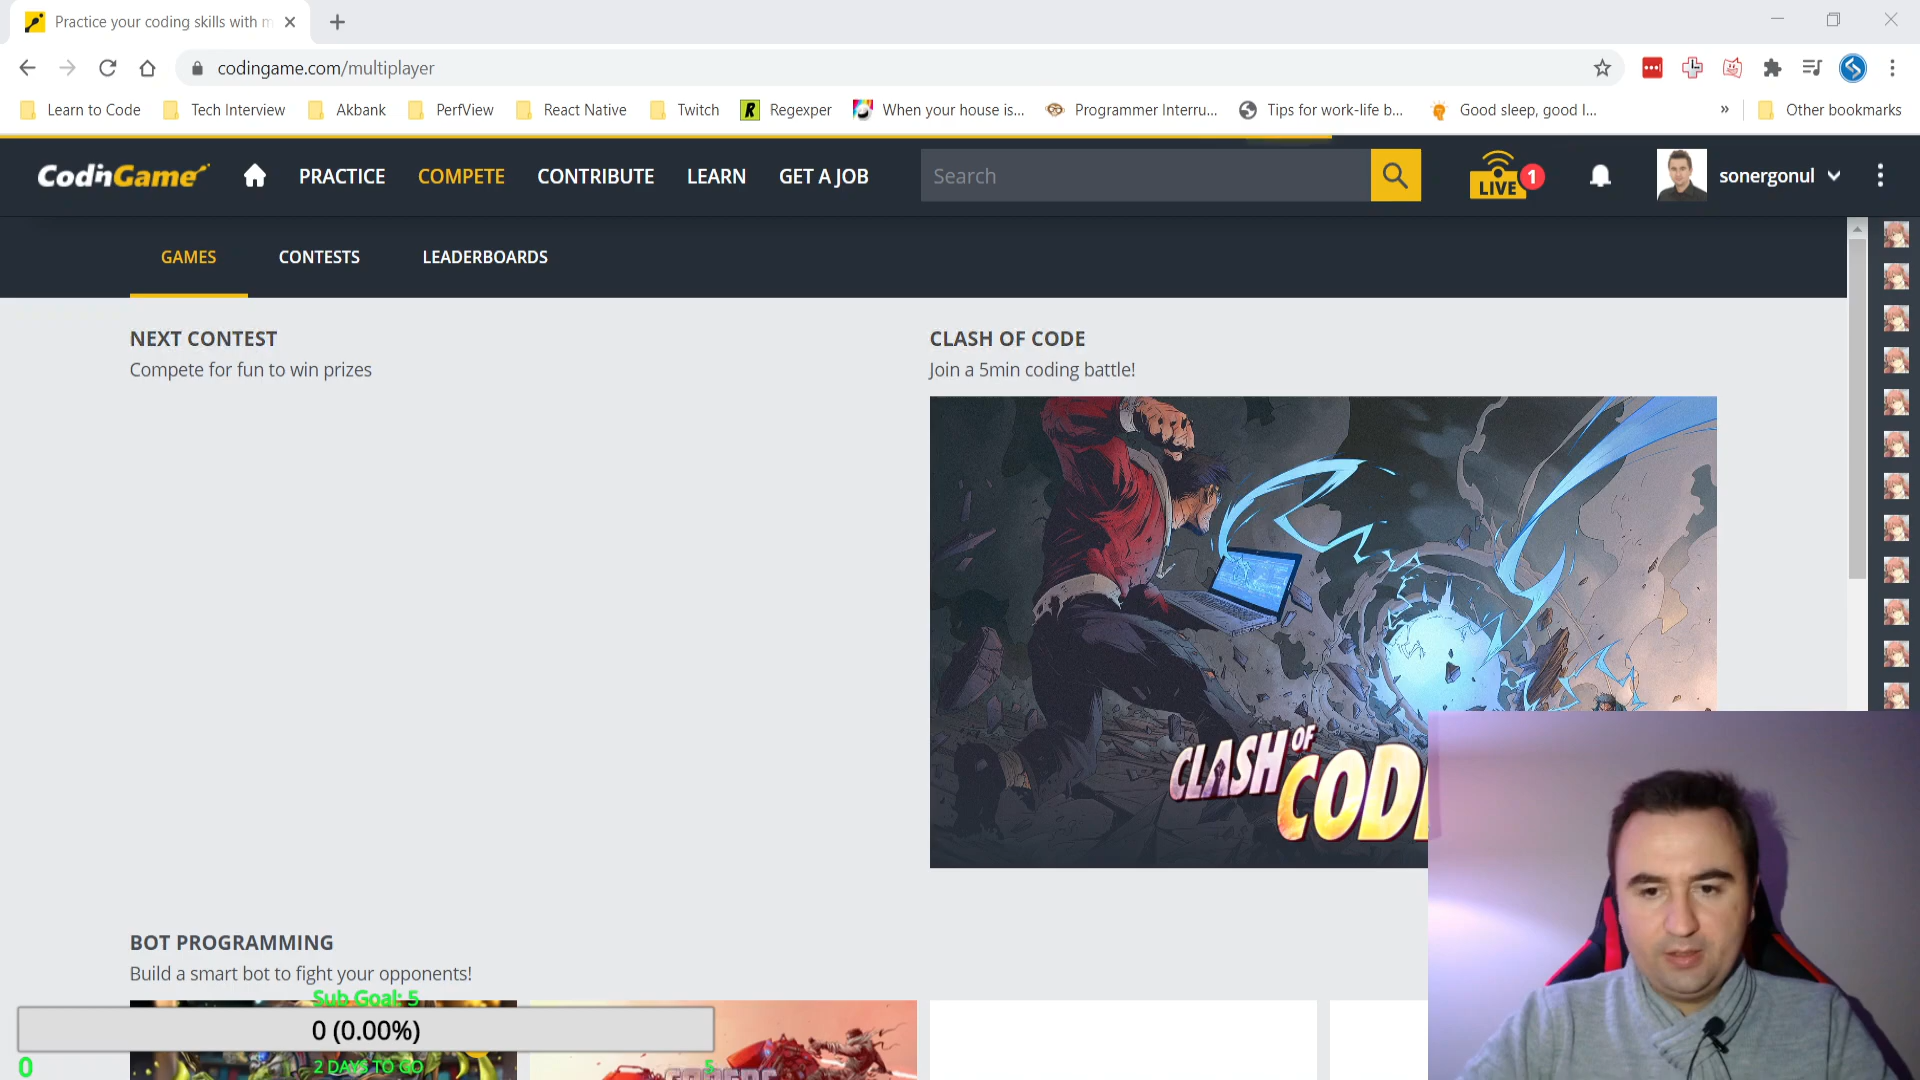 Practice your coding skills with m
codingame.com/multiplayer
Learn to Code
Tech Interview
Akbank
PerfView
React Native
Twitch
R
Regexper
When your house is...
Programmer Interru...
Tips for work-life b...
Good sleep, good l...
»
Other bookmarks
CodinGame
PRACTICE
COMPETE
CONTRIBUTE
LEARN
GET A JOB
Search
LIVE
1
sonergonul
GAMES
CONTESTS
LEADERBOARDS
NEXT CONTEST
Compete for fun to win prizes
CLASH OF CODE
Join a 5min coding battle!
CLASH OF CODE
BOT PROGRAMMING
Build a smart bot to fight your opponents!
Sub Goal: 5
0 (0.00%)
0
2 DAYS TO GO
5